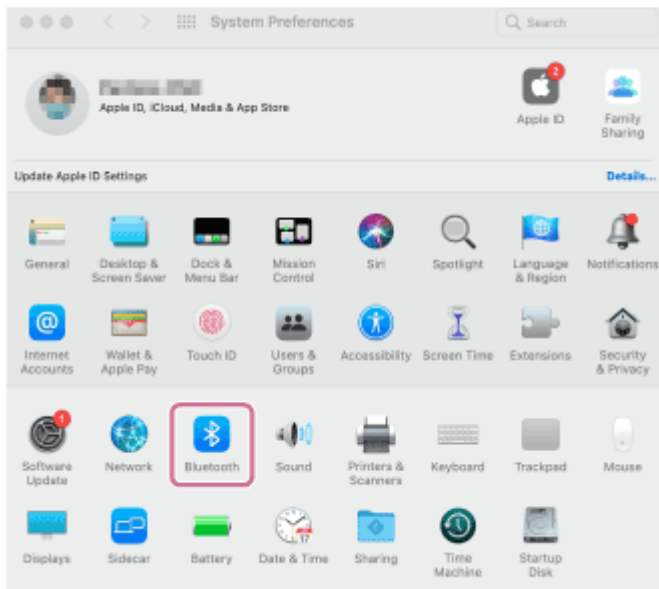 System Preferences
Search
Apple ID, iCloud, Media & App Store
2
Apple ID
Family
Sharing
Update Apple ID Settings
Details...
General
Desktop &
Screen Saver
Dock &
Menu Bar
Mission
Control
Siri
Spotlight
Language
& Region
Notifications
Internet
Accounts
Wallet &
Apple Pay
Touch ID
Users &
Groups
Accessibility
Screen Time
Extensions
Security
& Privacy
1
Software
Update
Network
Bluetooth
Sound
Printers &
Scanners
Keyboard
Trackpad
Mouse
Displays
Sidecar
Battery
17
Date & Time
Sharing
Time
Machine
Startup
Disk